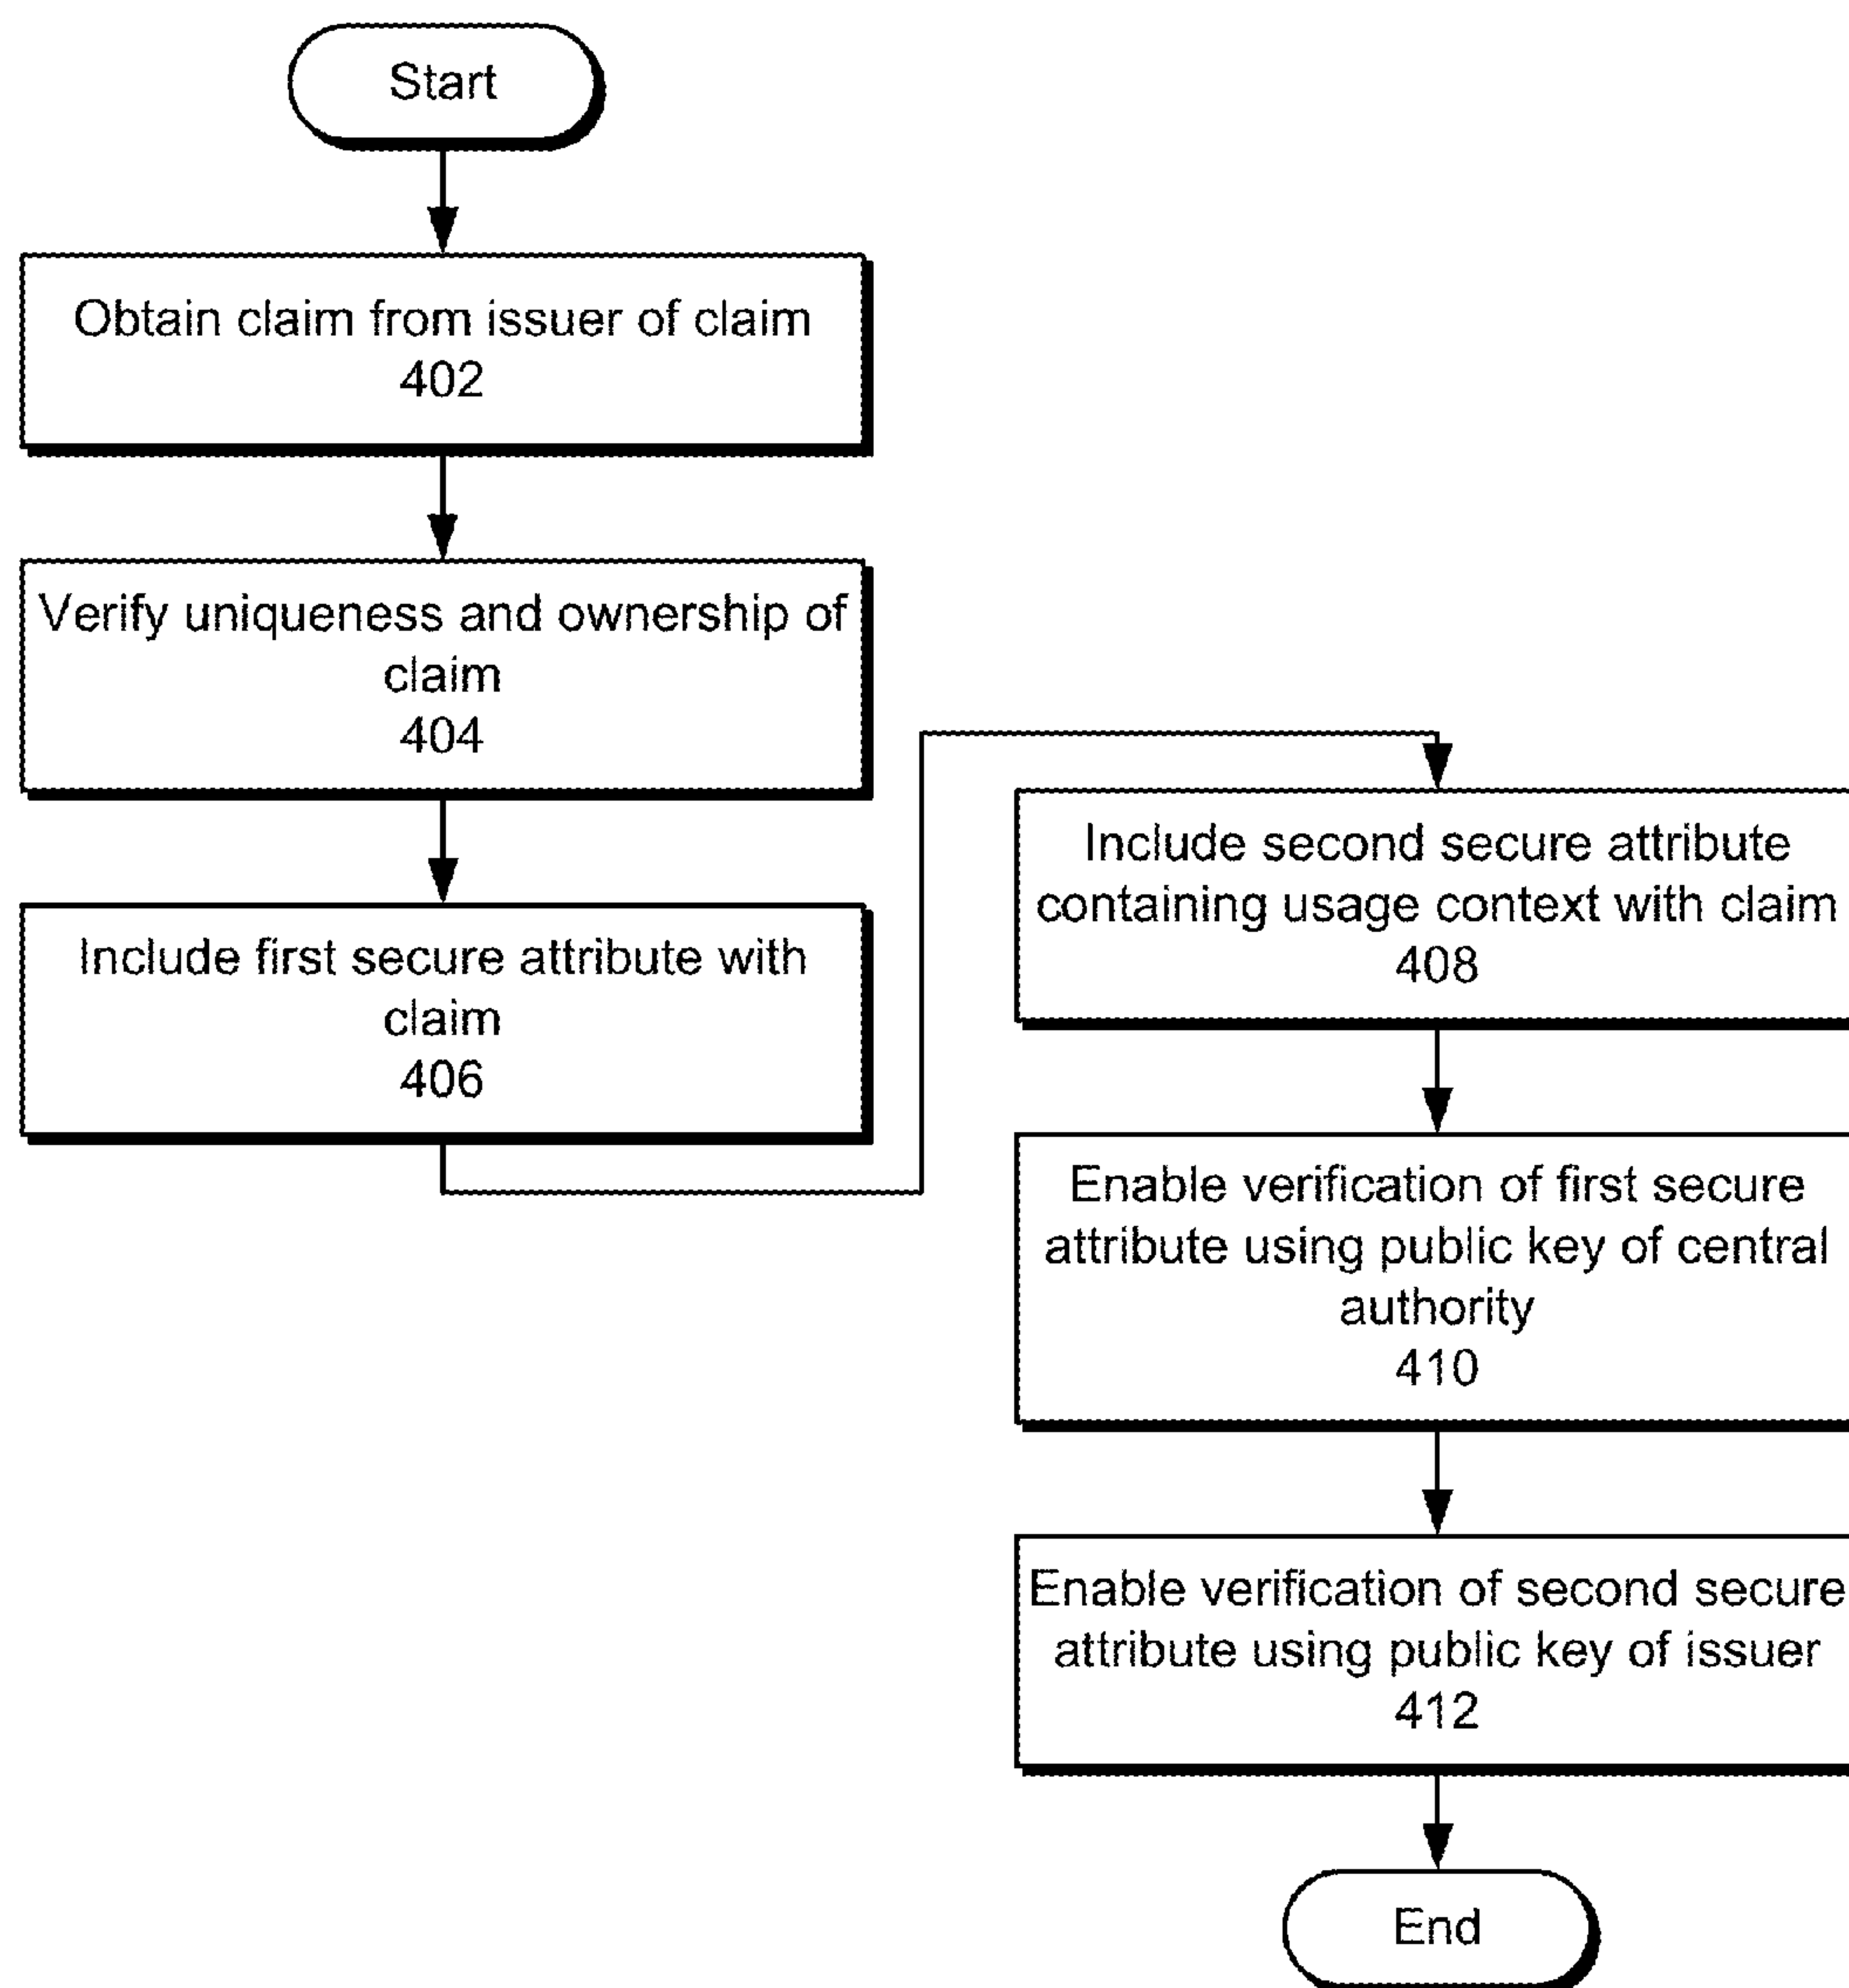 Start
Obtain claim from issuer of claim
402
Verify uniqueness and ownership of
claim
404
Include first secure attribute with
claim
406
Include second secure attribute
containing usage context with claim
408
Enable verification of first secure
attribute using public key of central
authority
410
Enable verification of second secure
attribute using public key of issuer
412
End